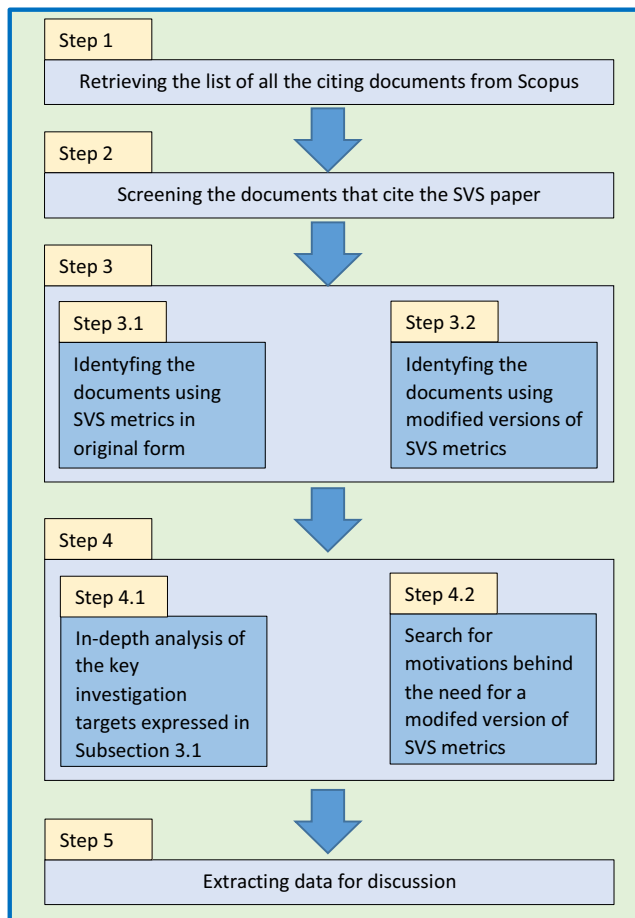 Step 1
Retrieving the list of all the citing documents from Scopus
Step 2
Screening the documents that cite the SVS paper
Step 3
Step 3.1
Identyfing the
documents using
SVS metrics in
original form
Step 3.2
Identyfing the
documents using
modified versions of
SVS metrics
Step 4
Step 4.1
In-depth analysis of
the key
investigation
targets expressed in
Subsection 3.1
Step 4.2
Search for
motivations behind
the need for a
modifed version of
SVS metrics
Step 5
Extracting data for discussion